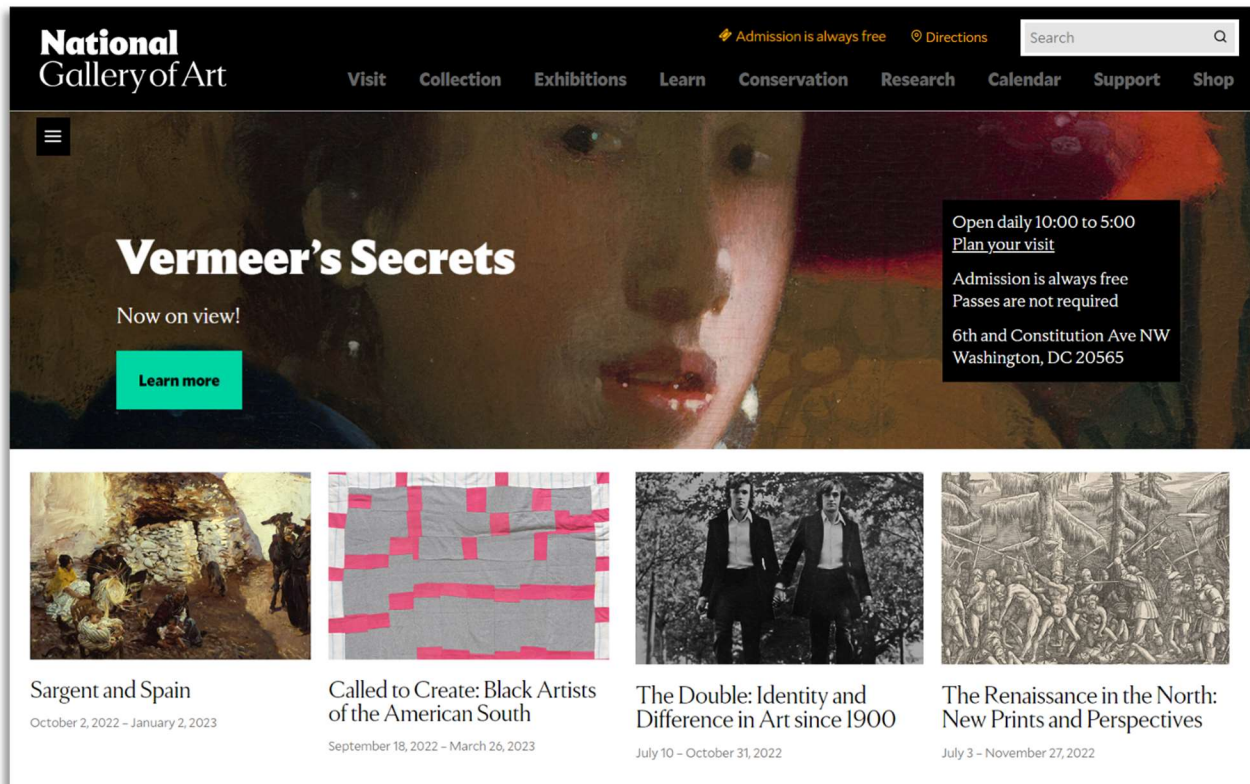 National
Gallery of Art
Admission is always free
Directions
Search
Visit
Collection
Exhibitions
Learn
Conservation
Research
Calendar
Support
Shop
Vermeer's Secrets
Now on view!
Learn more
Open daily 10:00 to 5:00
Plan your visit
Admission is always free
Passes are not required
6th and Constitution Ave NW
Washington, DC 20565
Sargent and Spain
October 2, 2022 – January 2, 2023
Called to Create: Black Artists
of the American South
September 18, 2022 – March 26, 2023
The Double: Identity and
Difference in Art since 1900
July 10 – October 31, 2022
The Renaissance in the North:
New Prints and Perspectives
July 3 – November 27, 2022